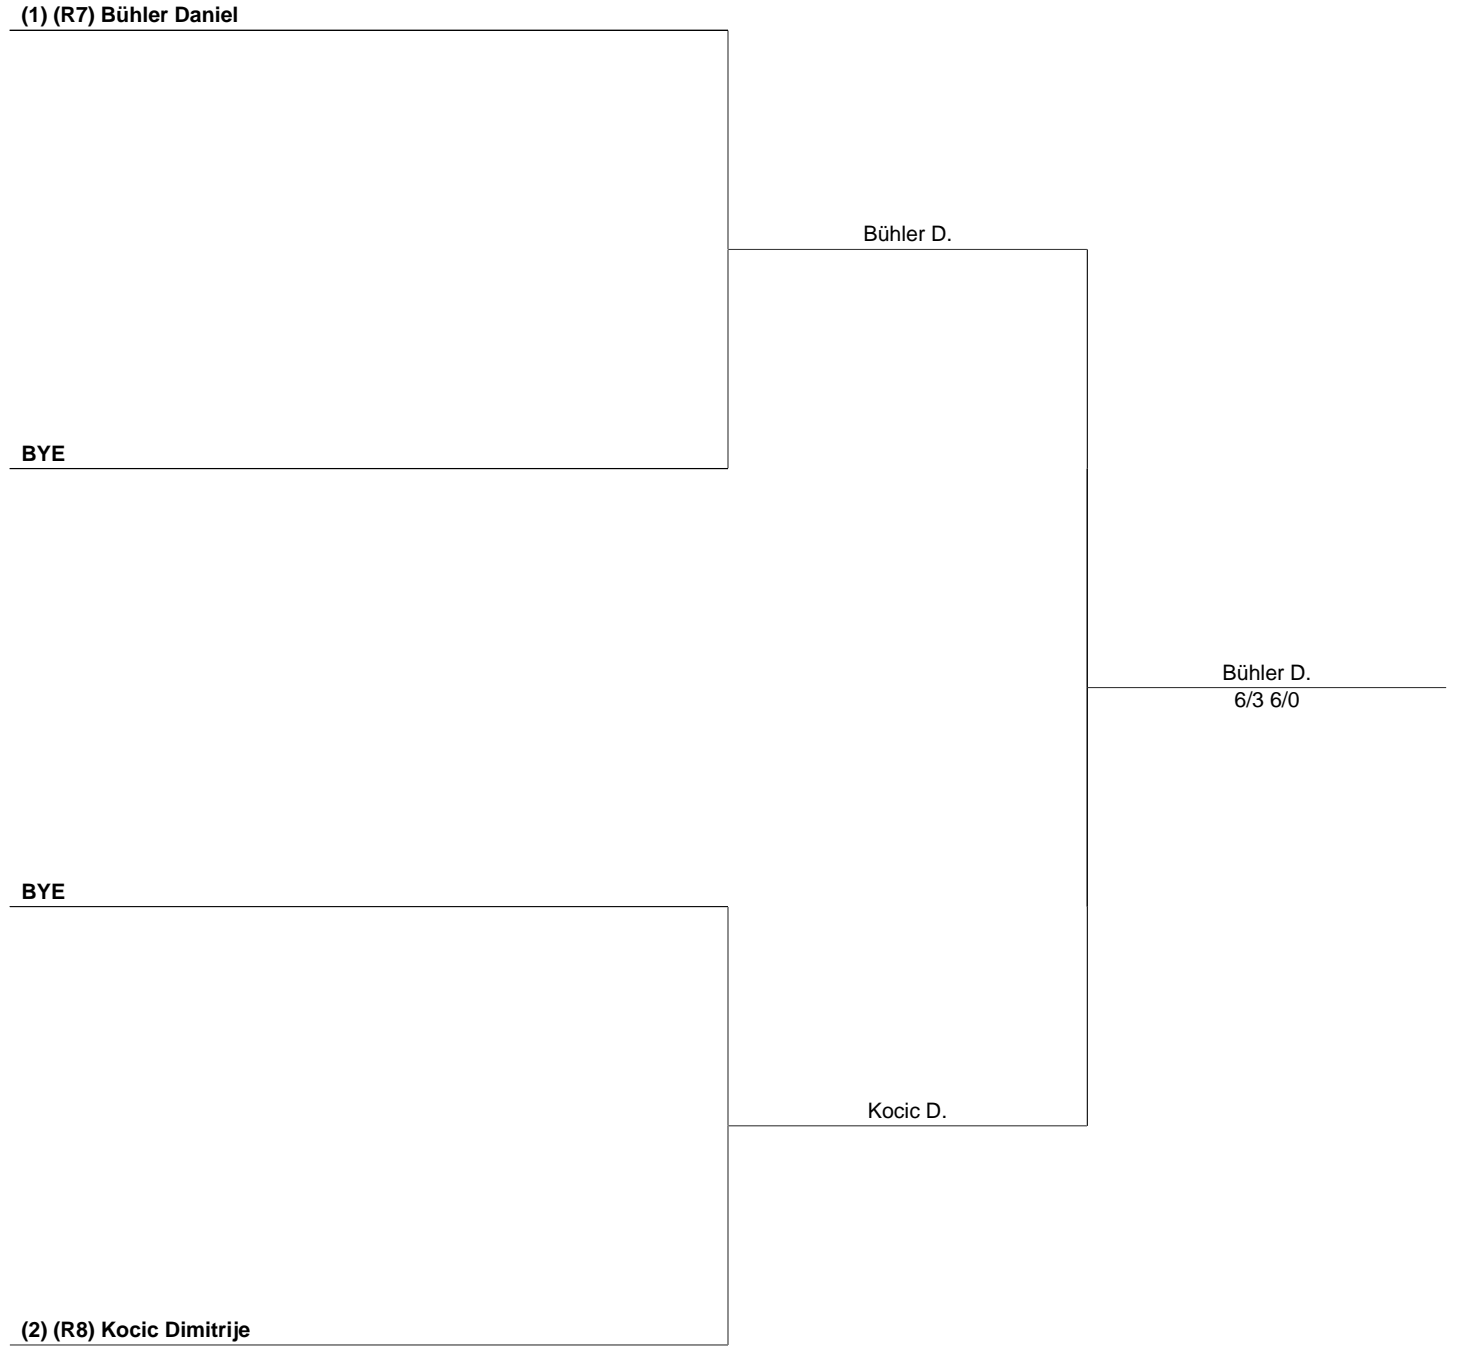 (1) (R7) Bühler Daniel
Bühler D.
BYE
Bühler D.
6/3 6/0
BYE
Kocic D.
(2) (R8) Kocic Dimitrije